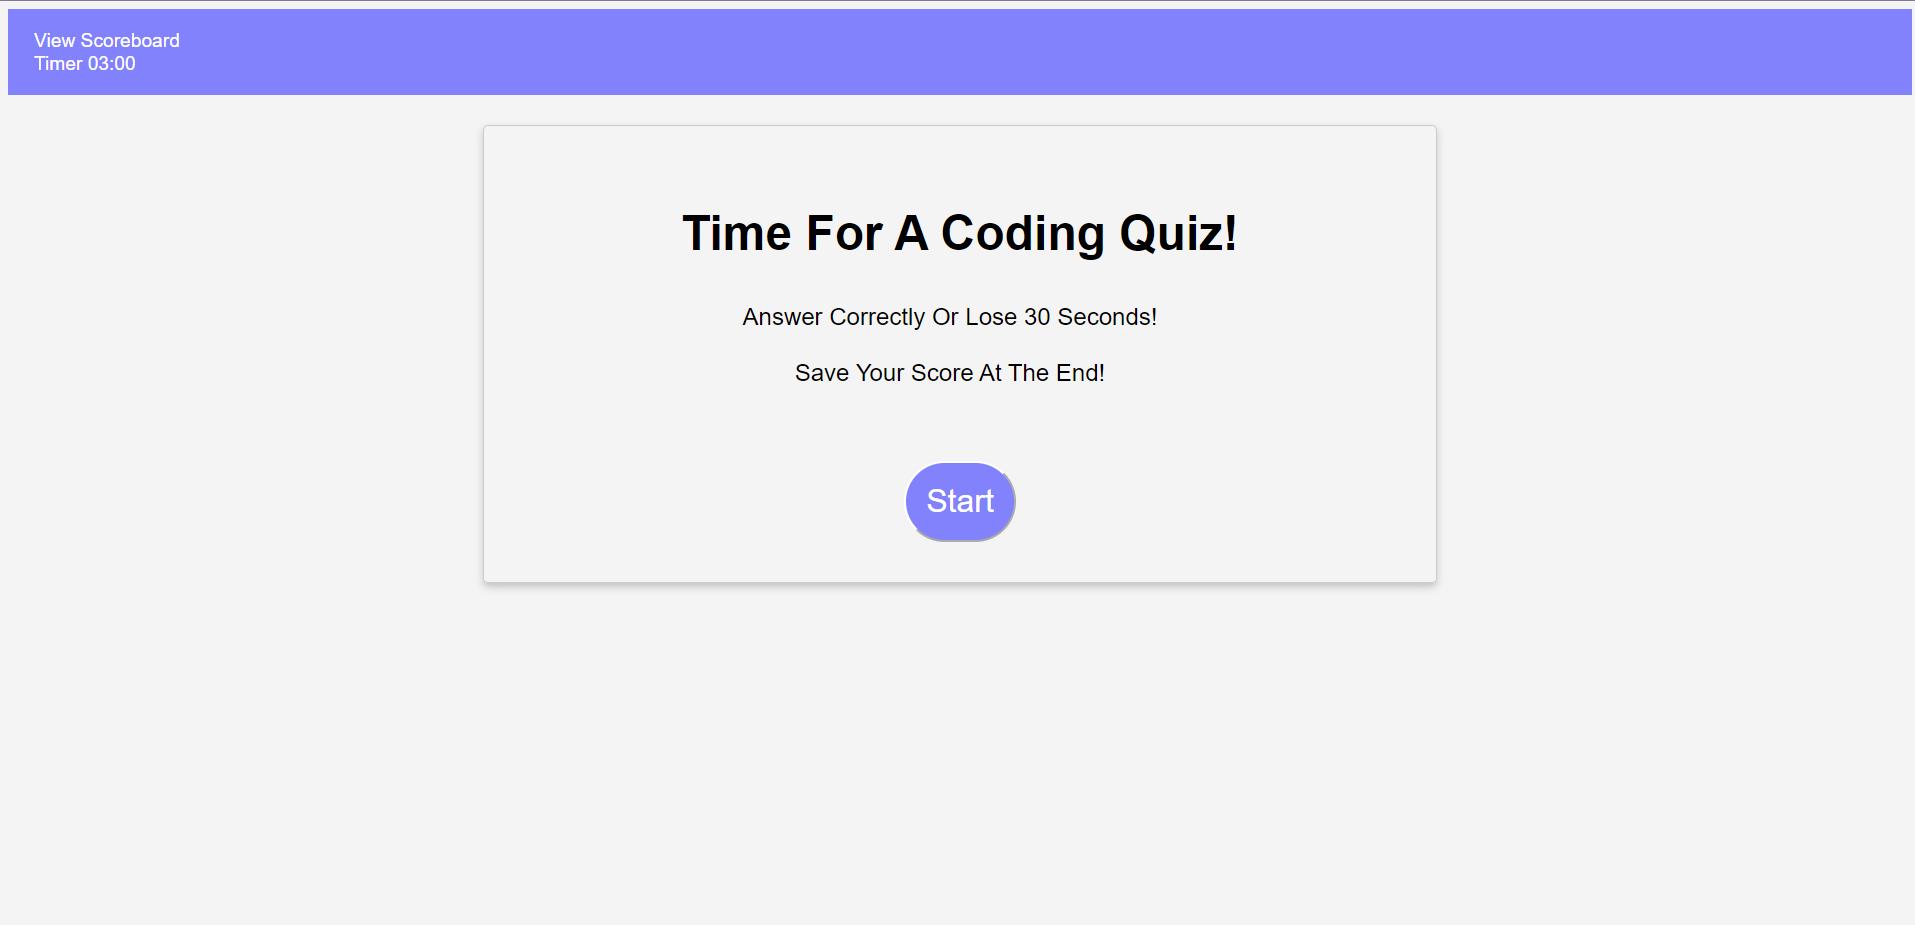 View Scoreboard
Timer 03:00
Time For A Coding Quiz!
Answer Correctly Or Lose 30 Seconds!
Save Your Score At The End!
Start